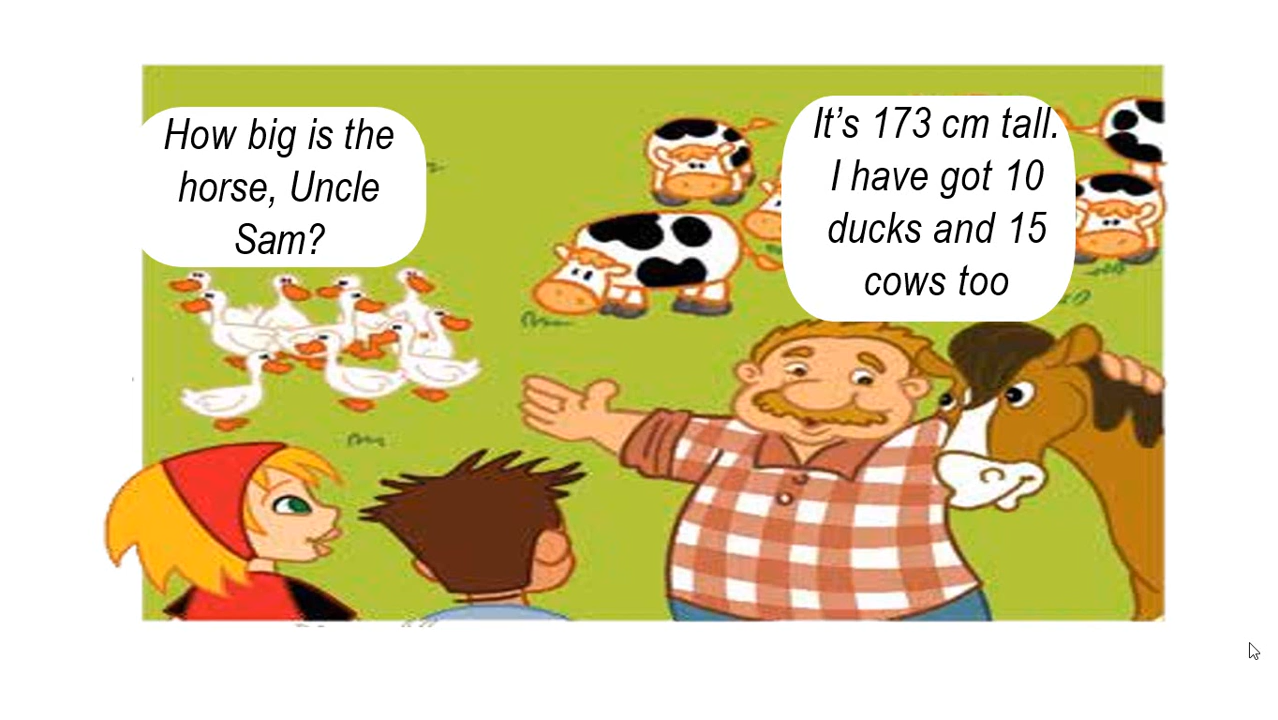 How big is the
horse, Uncle
Sam?
It’s 173 cm tall.
I have got 10
ducks and 15
cows too